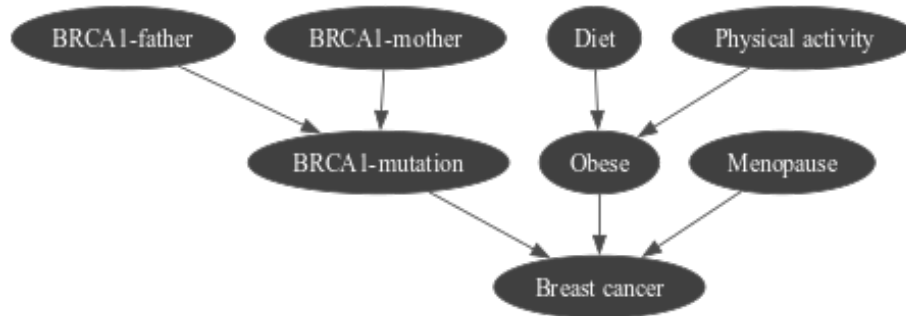 BRCA1-father
BRCA1-mother
Diet
Physical activity
BRCA1-mutation
Obese
Menopause
Breast cancer